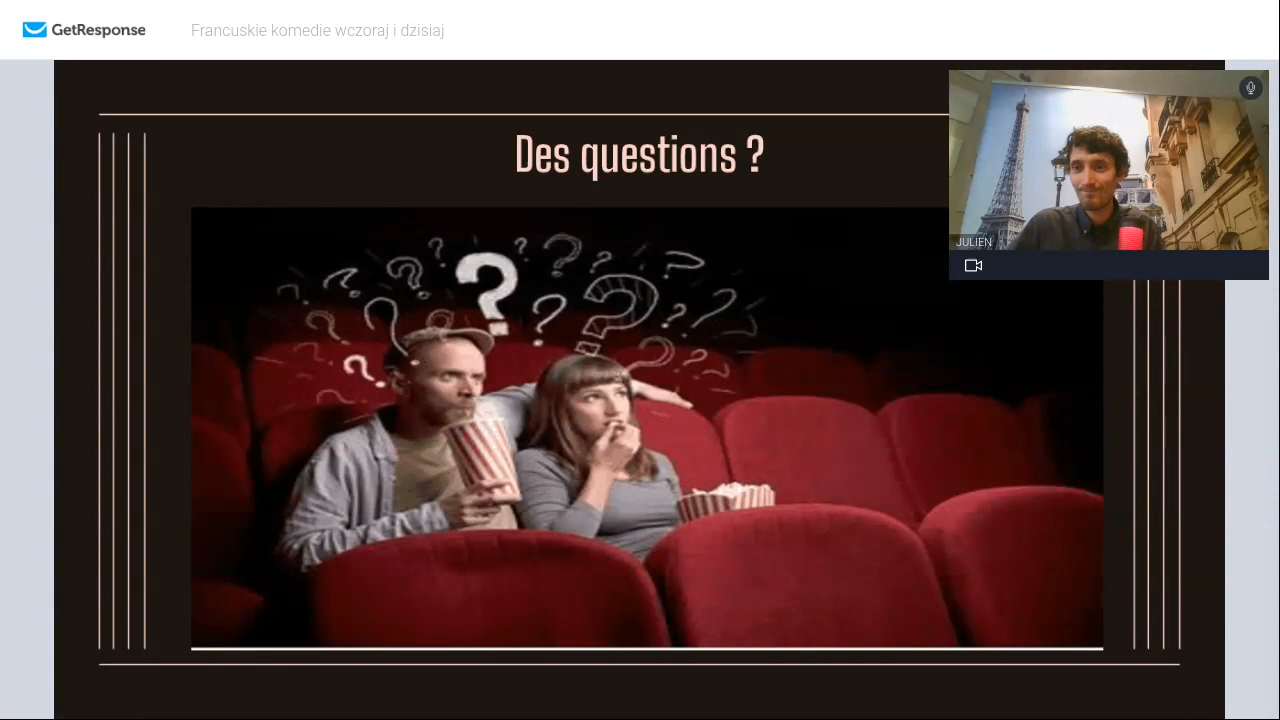 GetResponse
Francuskie komedie wczoraj i dzisiaj
Des questions ?
JULIEN